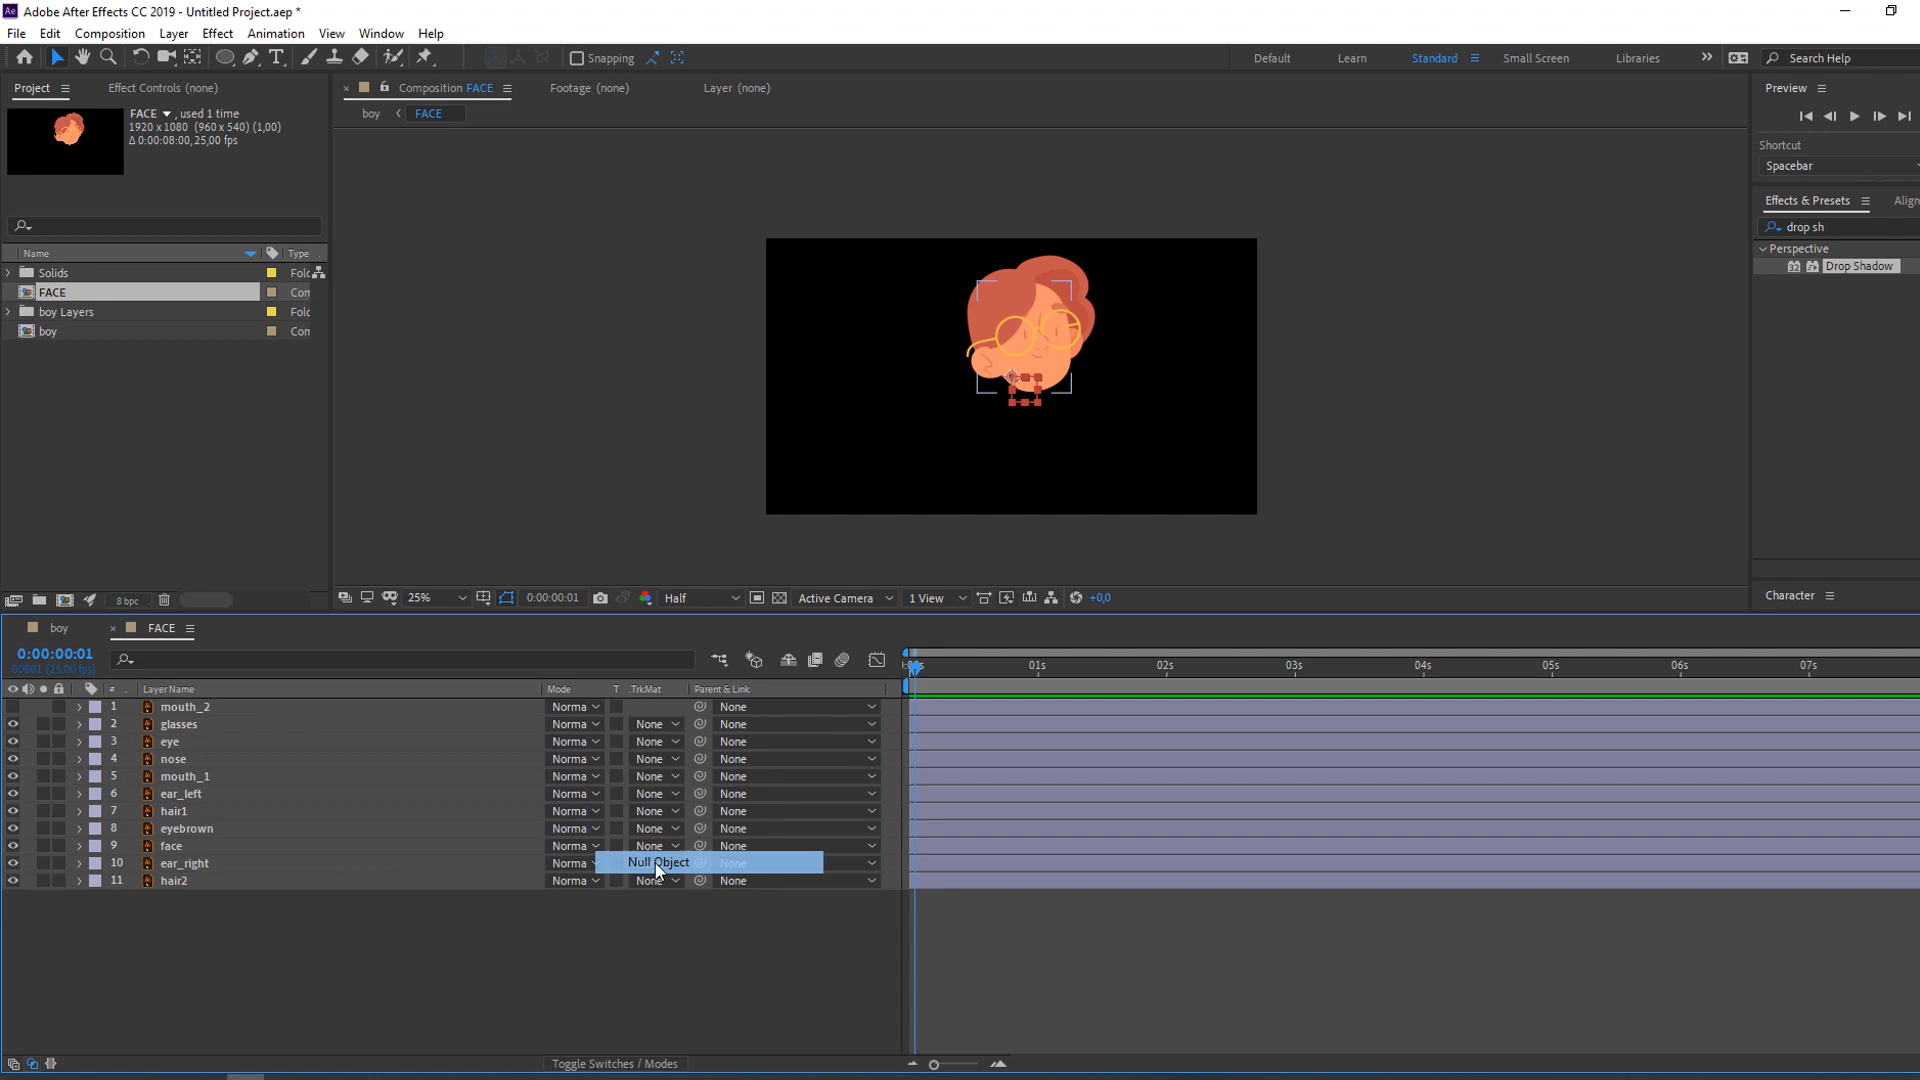 Ae Adobe After Effects CC 2019 - Untitled Project.aep *
File Edit Composition Layer Effect Animation View Window Help
Snapping Default Learn Standard Small Screen Libraries Search Help
Project Effect Controls (none) Composition FACE Footage (none) Layer (none) Preview
boy FACE
FACE , used 1 time
1920 x 1080 (960 x 540) (1,00)
Δ 0:00:08:00, 25,00 fps
Shortcut
Spacebar
Effects & Presets Align
drop sh
Perspective
32 Drop Shadow
Name Type
Solids Folc
FACE Con
boy Layers Folc
boy Con
8 bpc 25% 0:00:00:01 Half Active Camera 1 View +0,0
Character
boy FACE
0:00:00:01
00001 (25.00 fps)
0:00s 01s 02s 03s 04s 05s 06s 07s
# Layer Name Mode T .TrkMat Parent & Link
1 mouth_2 Norma None
2 glasses Norma None None
3 eye Norma None None
4 nose Norma None None
5 mouth_1 Norma None None
6 ear_left Norma None None
7 hair1 Norma None None
8 eyebrown Norma None None
9 face Norma None None
10 ear_right Norma Null Object None
11 hair2 Norma None None
Toggle Switches / Modes